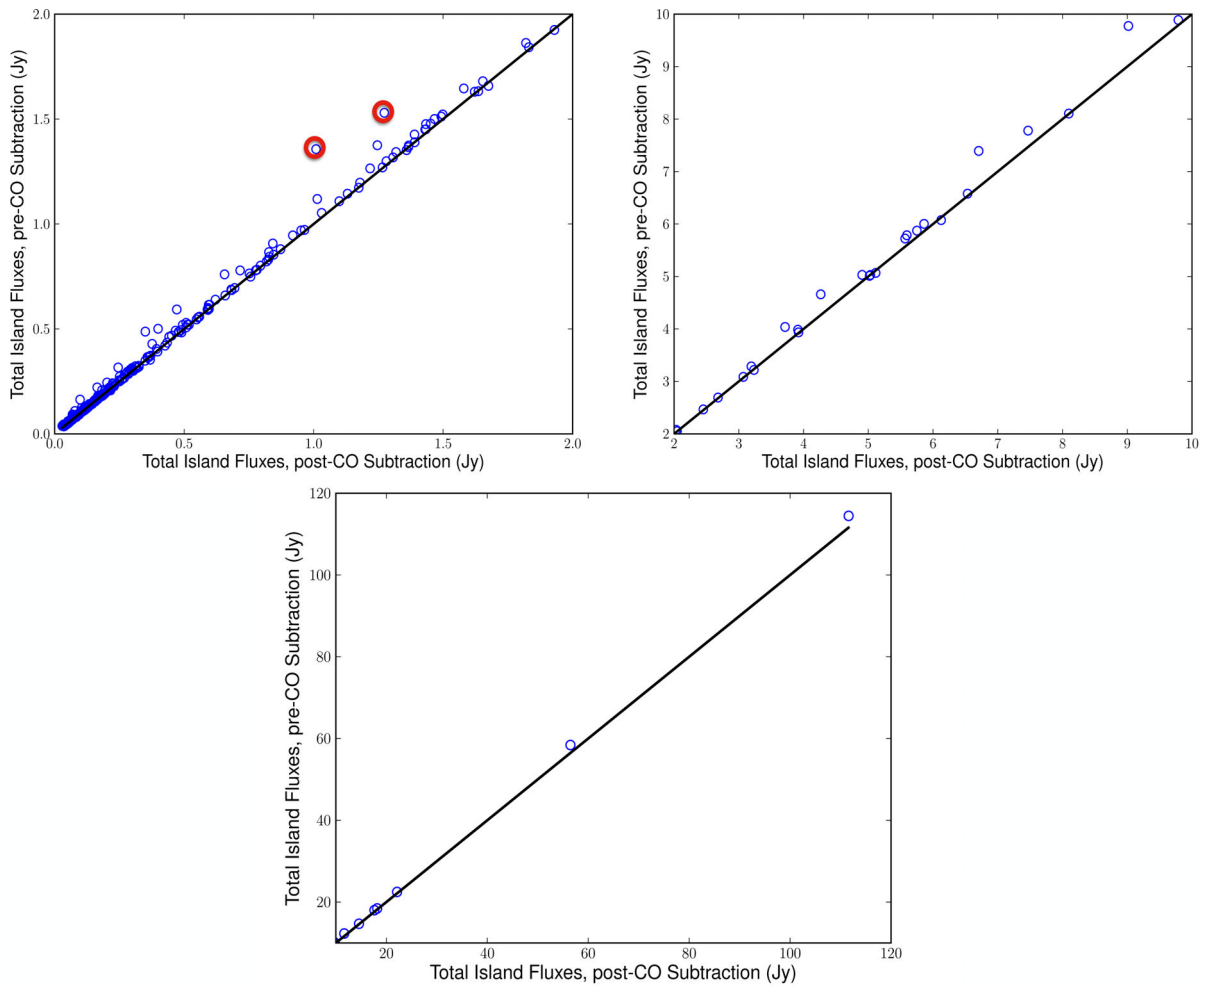 2.0
1.5
1.0
0.5
0.0
Total Island Fluxes, pre-CO Subtraction (Jy)
0.0 0.5 1.0 1.5 2.0
Total Island Fluxes, post-CO Subtraction (Jy)
10
9
8
7
6
5
4
3
2
Total Island Fluxes, pre-CO Subtraction (Jy)
2 3 4 5 6 7 8 9 10
Total Island Fluxes, post-CO Subtraction (Jy)
120
100
80
60
40
20
Total Island Fluxes, pre-CO Subtraction (Jy)
20 40 60 80 100 120
Total Island Fluxes, post-CO Subtraction (Jy)